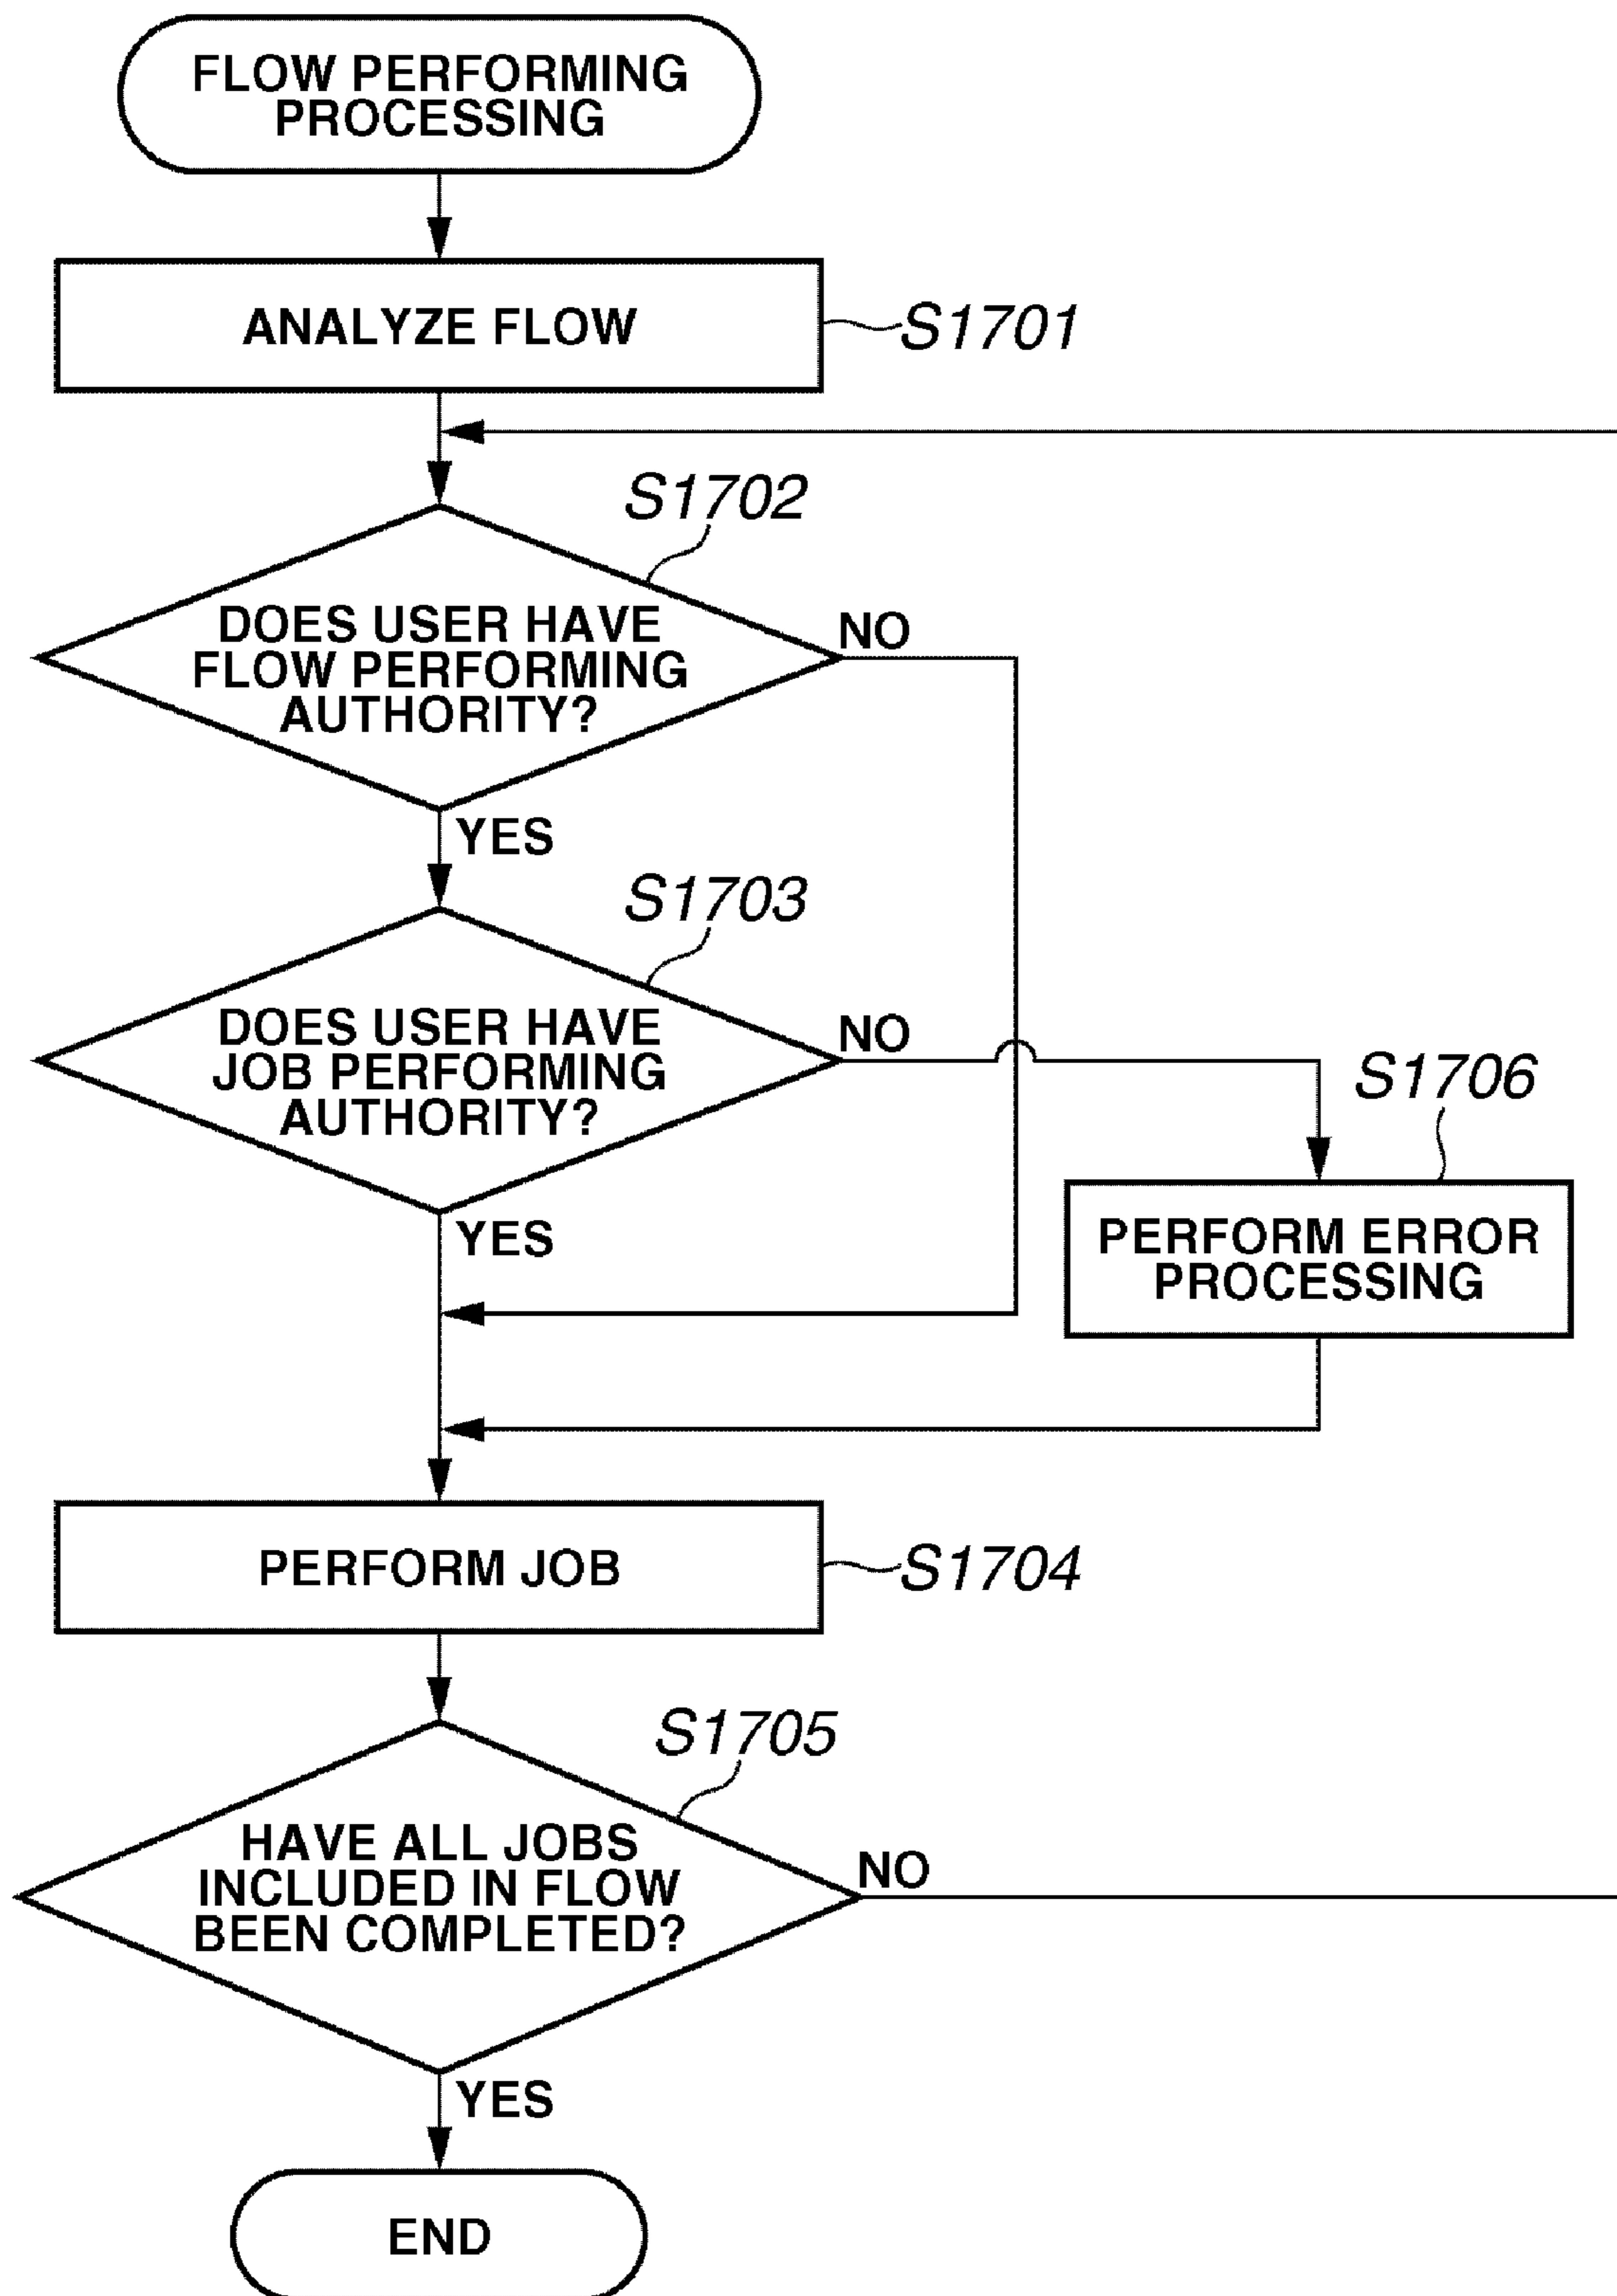 FLOW PERFORMING
PROCESSING
ANALYZE FLOW
S1701
S1702
DOES USER HAVE
FLOW PERFORMING
AUTHORITY?
NO
YES
S1703
DOES USER HAVE
JOB PERFORMING
AUTHORITY?
NO
YES
S1706
PERFORM ERROR
PROCESSING
PERFORM JOB
S1704
S1705
HAVE ALL JOBS
INCLUDED IN FLOW
BEEN COMPLETED?
NO
YES
END